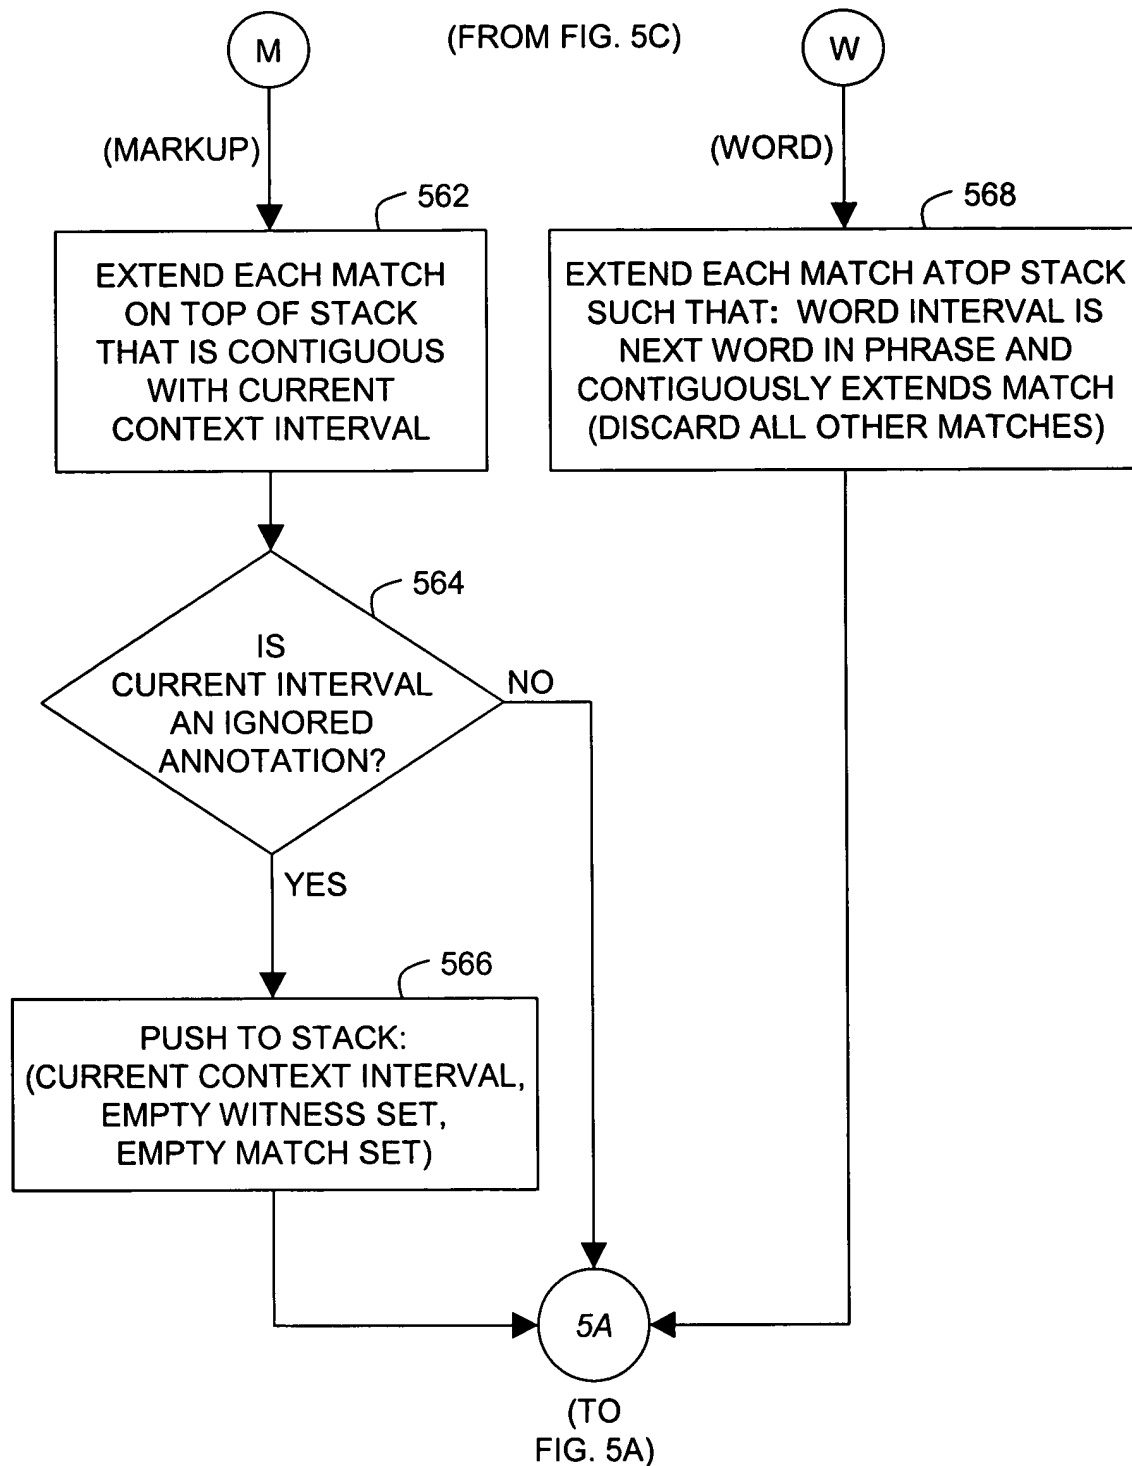 M
(FROM FIG. 5C)
W
(MARKUP)
(WORD)
562
568
EXTEND EACH MATCH
ON TOP OF STACK
THAT IS CONTIGUOUS
WITH CURRENT
CONTEXT INTERVAL
EXTEND EACH MATCH ATOP STACK
SUCH THAT: WORD INTERVAL IS
NEXT WORD IN PHRASE AND
CONTIGUOUSLY EXTENDS MATCH
(DISCARD ALL OTHER MATCHES)
564
IS
CURRENT INTERVAL
AN IGNORED
ANNOTATION?
NO
YES
566
PUSH TO STACK:
(CURRENT CONTEXT INTERVAL,
EMPTY WITNESS SET,
EMPTY MATCH SET)
5A
(TO
FIG. 5A)